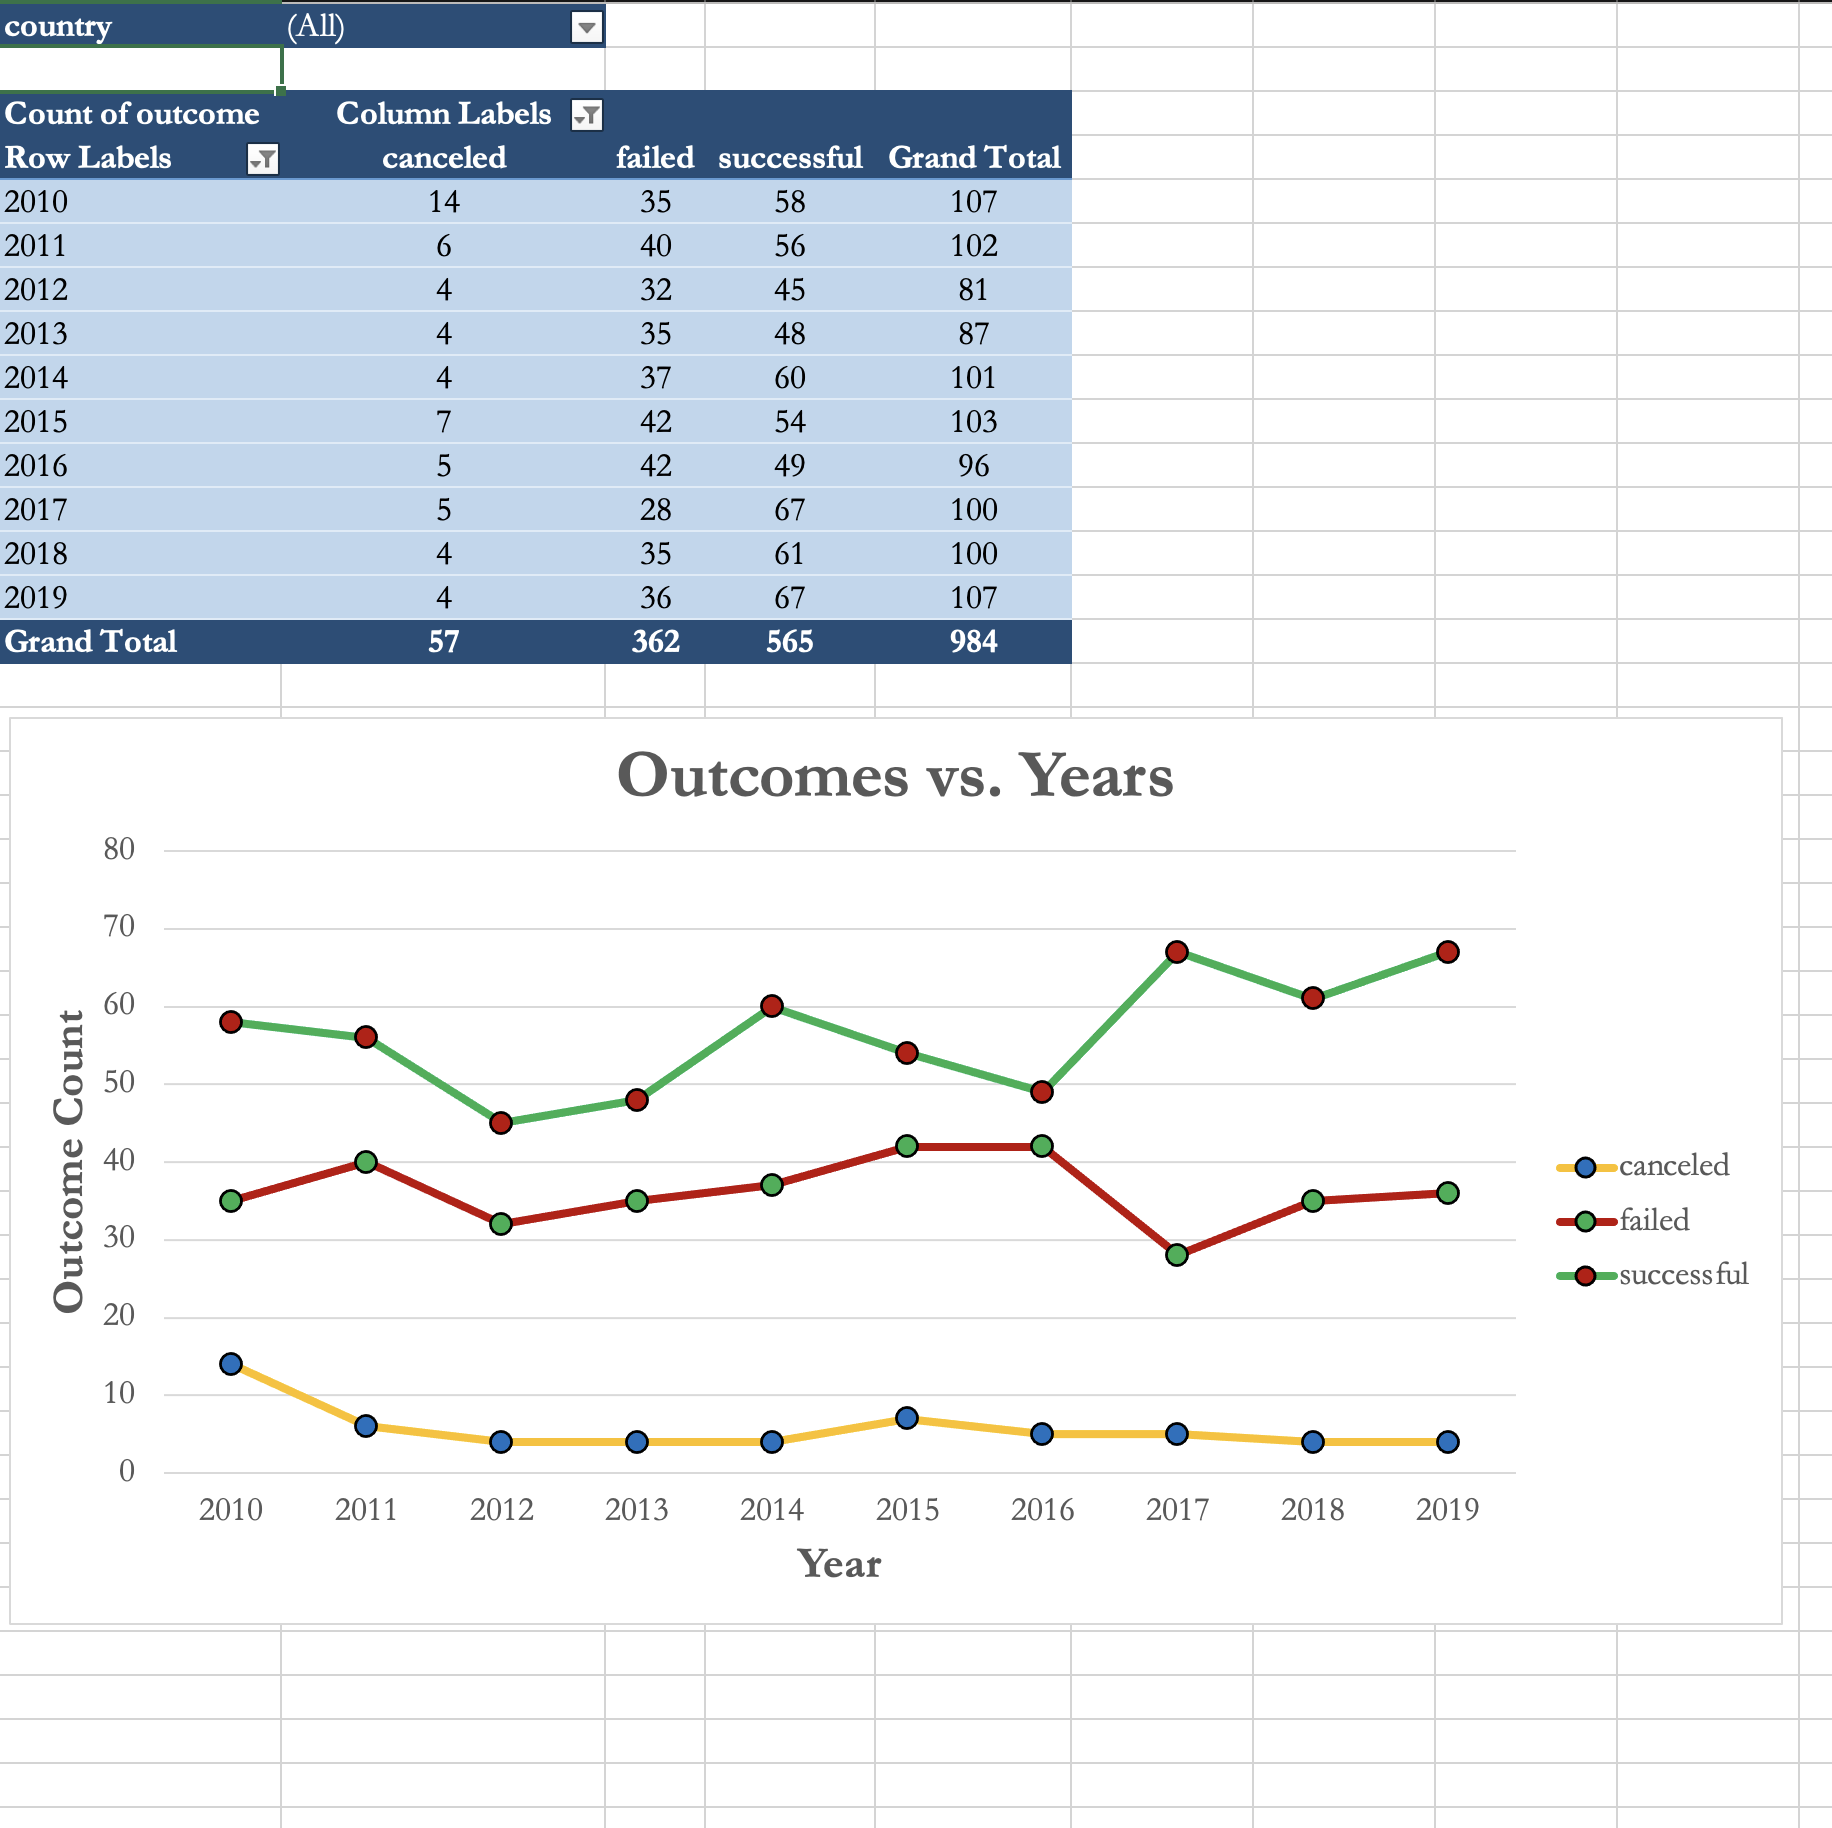 country (All)
Count of outcome Column Labels
Row Labels canceled failed successful Grand Total
2010 14 35 58 107
2011 6 40 56 102
2012 4 32 45 81
2013 4 35 48 87
2014 4 37 60 101
2015 7 42 54 103
2016 5 42 49 96
2017 5 28 67 100
2018 4 35 61 100
2019 4 36 67 107
Grand Total 57 362 565 984
Outcomes vs. Years
80
70
60
50
40
30
20
10
0
Outcome Count
2010 2011 2012 2013 2014 2015 2016 2017 2018 2019
Year
canceled
failed
successful